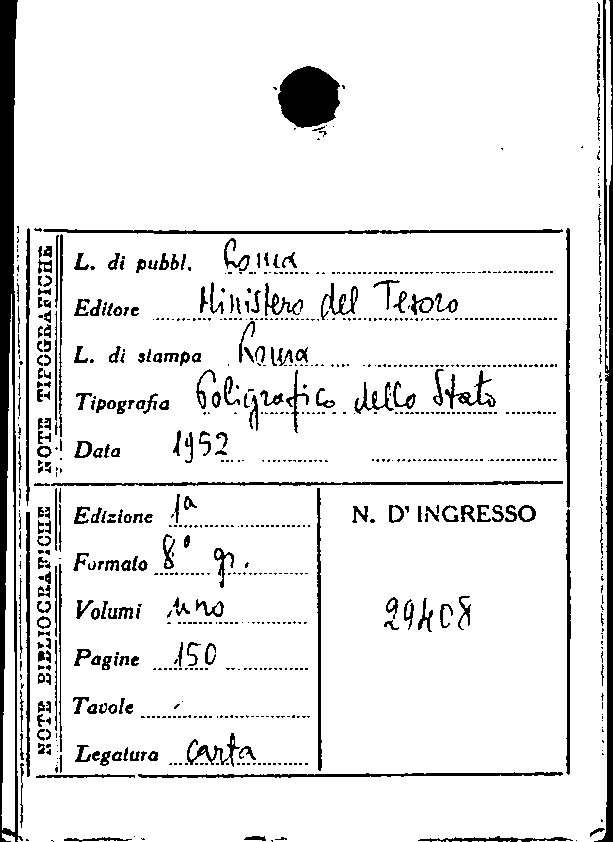 NOTE TIPOGRAFICHE
L. di pubbl. Roma
Editore Ministero del Tesoro
L. di stampa Roma
Tipografia Poligrafico dello Stato
Data 1952
NOTE BIBLIOGRAFICHE
Edizione 1ª
Formato 8° gr.
Volumi uno
Pagine 150
Tavole
Legatura carta
N. D' INGRESSO
29408